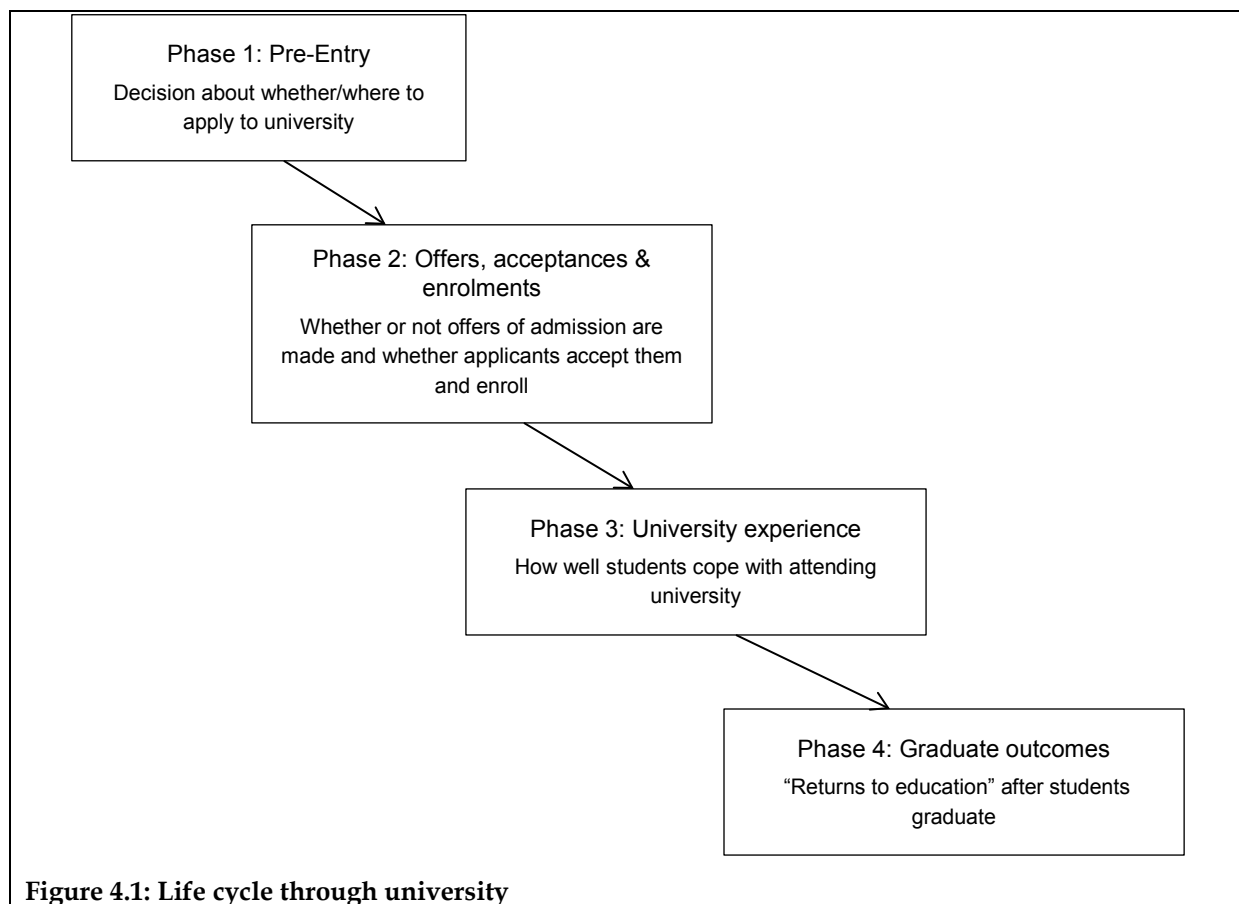 Phase 1: Pre-Entry
Decision about whether/where to
apply to university
Phase 2: Offers, acceptances &
enrolments
Whether or not offers of admission are
made and whether applicants accept them
and enroll
Phase 3: University experience
How well students cope with attending
university
Phase 4: Graduate outcomes
“Returns to education” after students
graduate
Figure 4.1: Life cycle through university